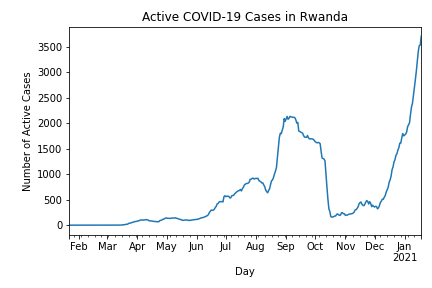 Active COVID-19 Cases in Rwanda
Number of Active Cases
3500
3000
2500
2000
1500
1000
500
0
Feb Mar Apr May Jun Jul Aug Sep Oct Nov Dec Jan
2021
Day